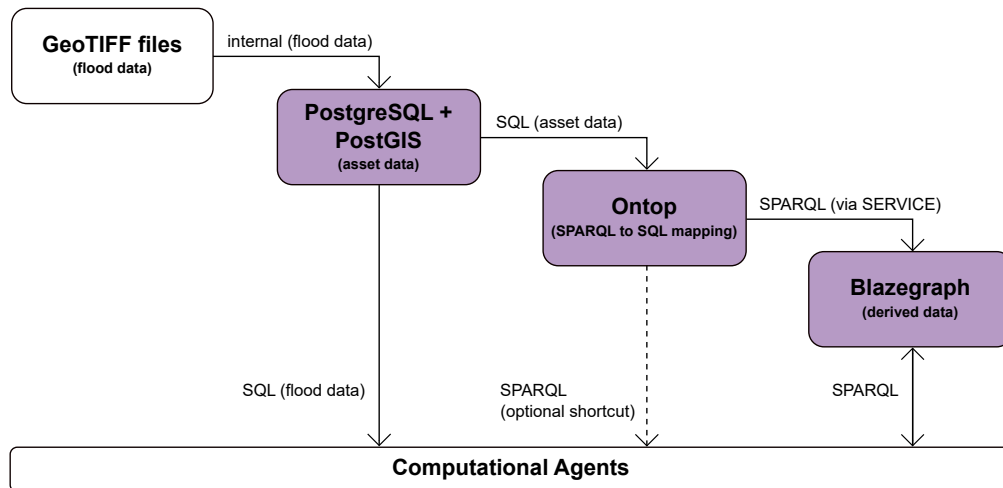 GeoTIFF files
(flood data)
internal (flood data)
PostgreSQL +
PostGIS
(asset data)
SQL (asset data)
Ontop
(SPARQL to SQL mapping)
SPARQL (via SERVICE)
Blazegraph
(derived data)
SQL (flood data)
SPARQL
(optional shortcut)
SPARQL
Computational Agents